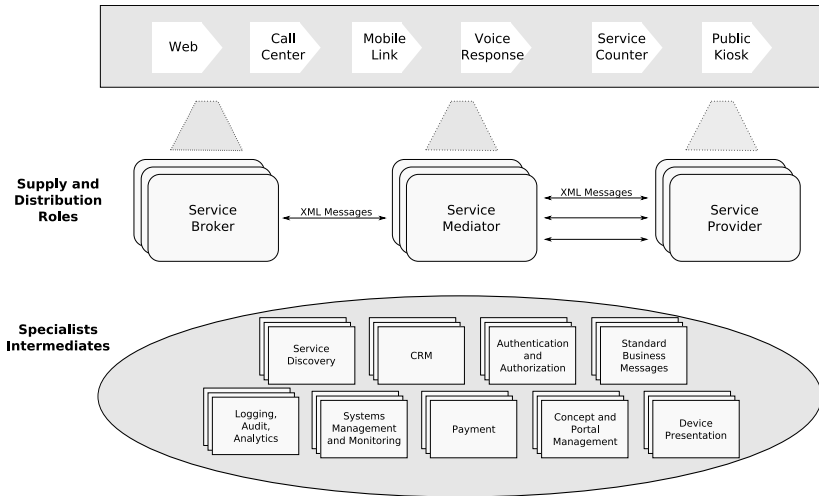 Web
Call
Center
Mobile
Link
Voice
Response
Service
Counter
Public
Kiosk
Supply and
Distribution
Roles
Service
Broker
XML Messages
Service
Mediator
XML Messages
Service
Provider
Specialists
Intermediates
Service
Discovery
CRM
Authentication
and
Authorization
Standard
Business
Messages
Logging,
Audit,
Analytics
Systems
Management
and Monitoring
Payment
Concept and
Portal
Management
Device
Presentation